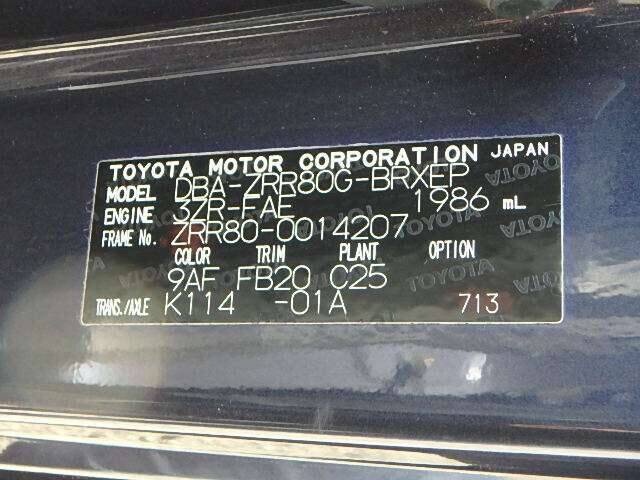 TOYOTA MOTOR CORPORATION JAPAN
MODEL DBA-ZRR80G-BRXEP
ENGINE 3ZR-FAE 1986 mL
FRAME No. ZRR80-0014207
COLOR TRIM PLANT OPTION
9AF FB20 C25
TRANS./AXLE K114 -01A 713